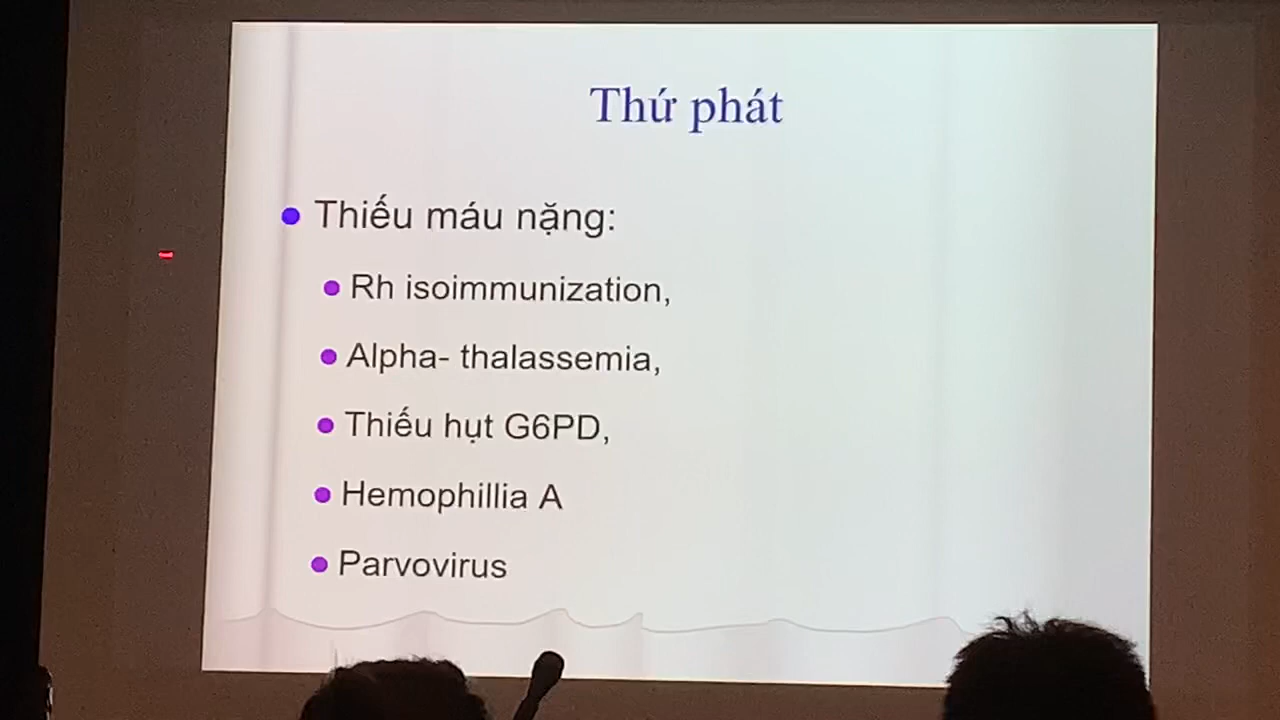 Thứ phát
Thiếu máu nặng:
Rh isoimmunization,
Alpha- thalassemia,
Thiếu hụt G6PD,
Hemophillia A
Parvovirus